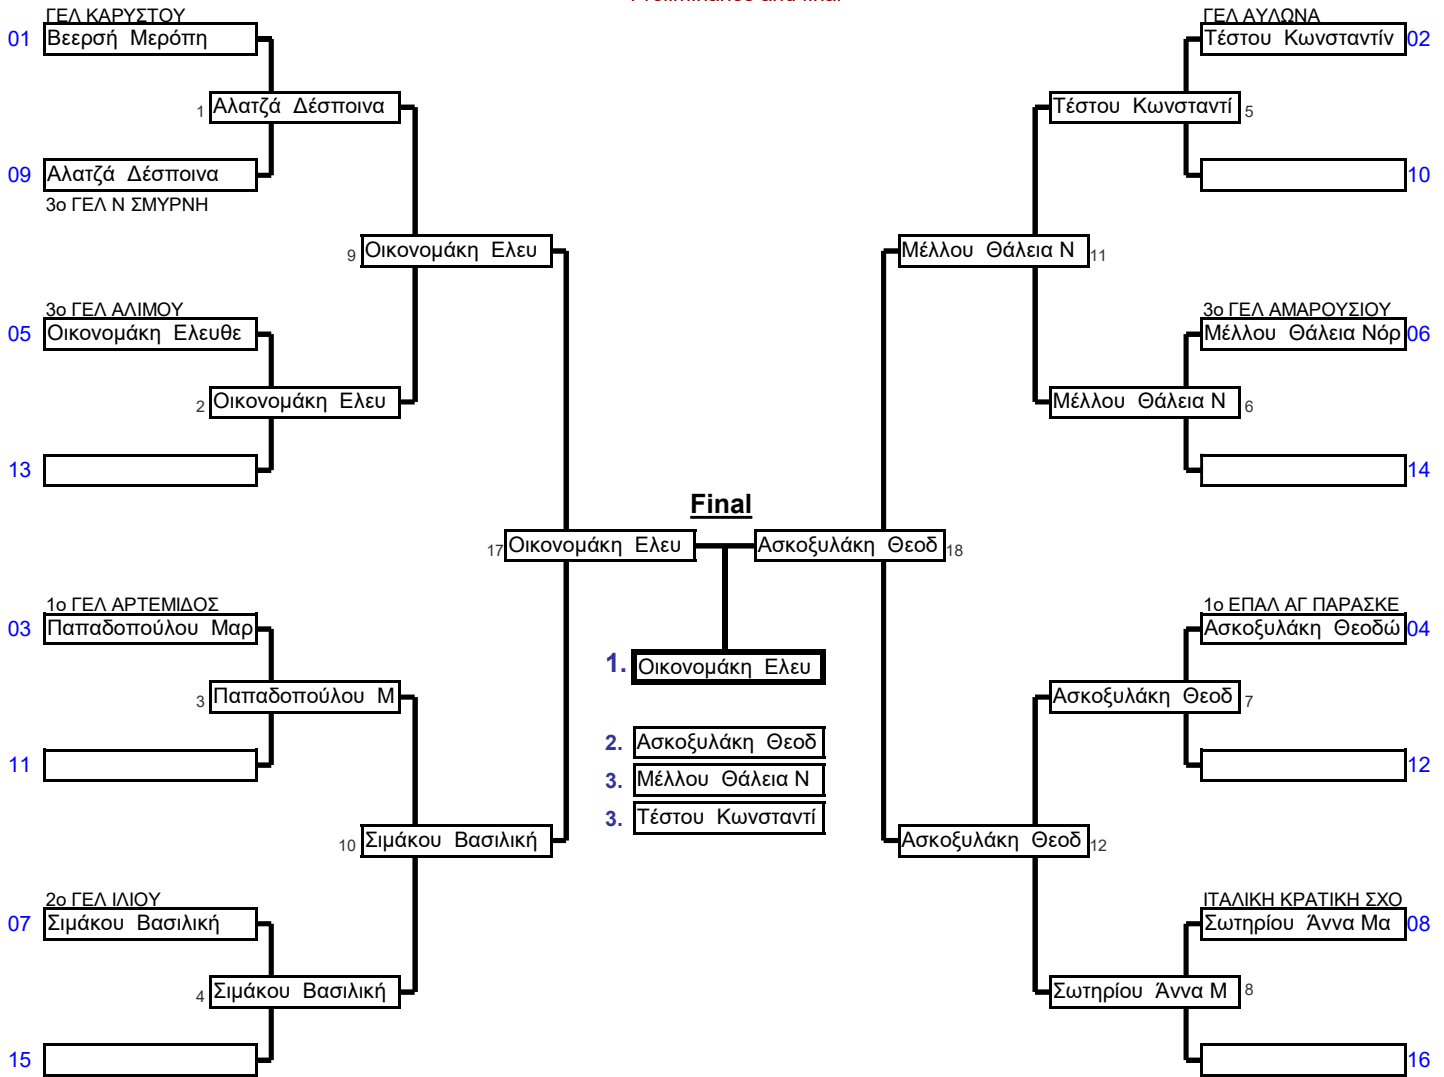 ΓΕΛ ΚΑΡΥΣΤΟΥ
ΓΕΛ ΑΥΛΩΝΑ
01 Βεερσή Μερόπη
Τέστου Κωνσταντίν 02
1 Αλατζά Δέσποινα
Τέστου Κωνσταντί 5
09 Αλατζά Δέσποινα
10
3ο ΓΕΛ Ν ΣΜΥΡΝΗ
9 Οικονομάκη Ελευ
Μέλλου Θάλεια Ν 11
3ο ΓΕΛ ΑΛΙΜΟΥ
3ο ΓΕΛ ΑΜΑΡΟΥΣΙΟΥ
05 Οικονομάκη Ελευθε
Μέλλου Θάλεια Νόρ 06
2 Οικονομάκη Ελευ
Μέλλου Θάλεια Ν 6
13
14
Final
17 Οικονομάκη Ελευ
Ασκοξυλάκη Θεοδ 18
1ο ΓΕΛ ΑΡΤΕΜΙΔΟΣ
1ο ΕΠΑΛ ΑΓ ΠΑΡΑΣΚΕ
03 Παπαδοπούλου Μαρ
Ασκοξυλάκη Θεοδώ 04
1. Οικονομάκη Ελευ
3 Παπαδοπούλου Μ
Ασκοξυλάκη Θεοδ 7
2. Ασκοξυλάκη Θεοδ
11
12
3. Μέλλου Θάλεια Ν
3. Τέστου Κωνσταντί
10 Σιμάκου Βασιλική
Ασκοξυλάκη Θεοδ 12
2ο ΓΕΛ ΙΛΙΟΥ
ΙΤΑΛΙΚΗ ΚΡΑΤΙΚΗ ΣΧΟ
07 Σιμάκου Βασιλική
Σωτηρίου Άννα Μα 08
4 Σιμάκου Βασιλική
Σωτηρίου Άννα Μ 8
15
16